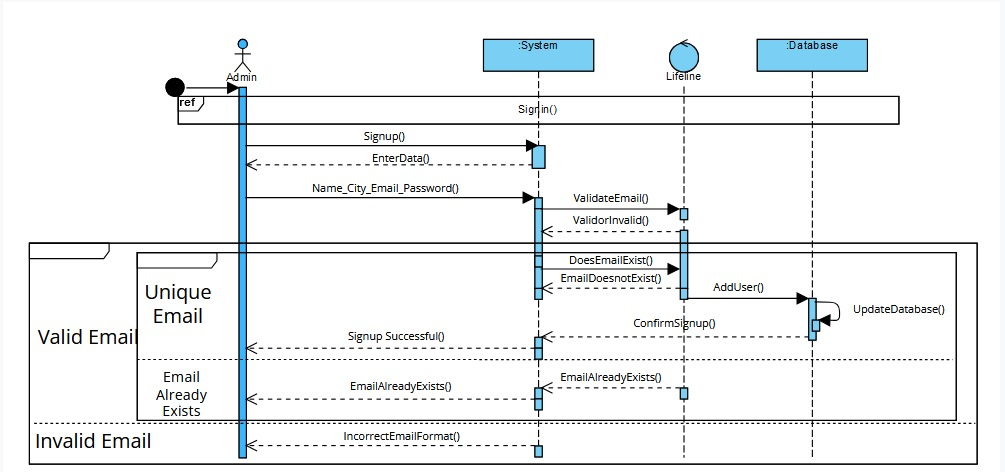 :System
:Database
Admin
Lifeline
ref
Signin()
Signup()
EnterData()
Name_City_Email_Password()
ValidateEmail()
ValidorInvalid()
DoesEmailExist()
EmailDoesnotExist()
Unique
Email
AddUser()
UpdateDatabase()
Valid Email
ConfirmSignup()
Signup Successful()
Email
Already
Exists
EmailAlreadyExists()
EmailAlreadyExists()
Invalid Email
IncorrectEmailFormat()